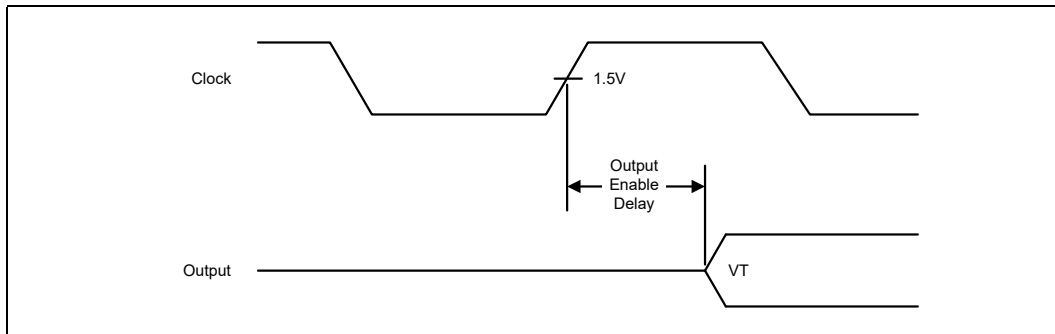 Clock
1.5V
Output
Enable
Delay
Output
VT